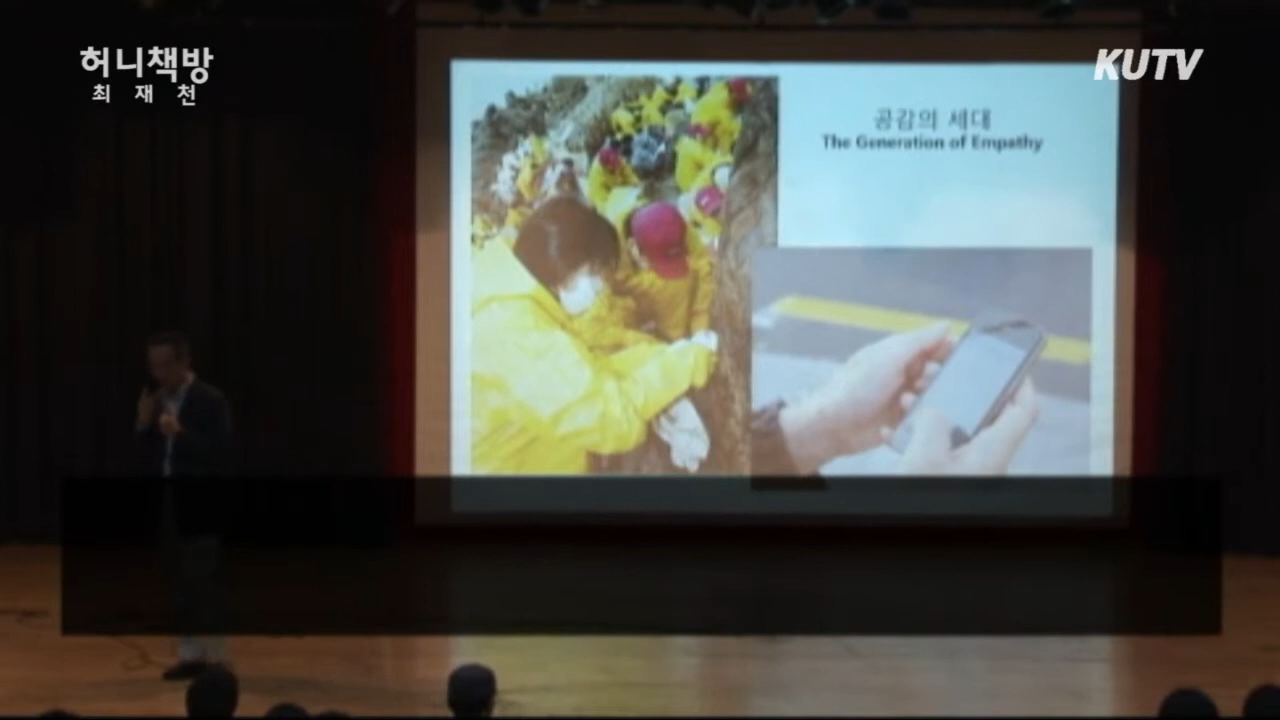 허니책방
최재천
KUTV
공감의 세대
The Generation of Empathy